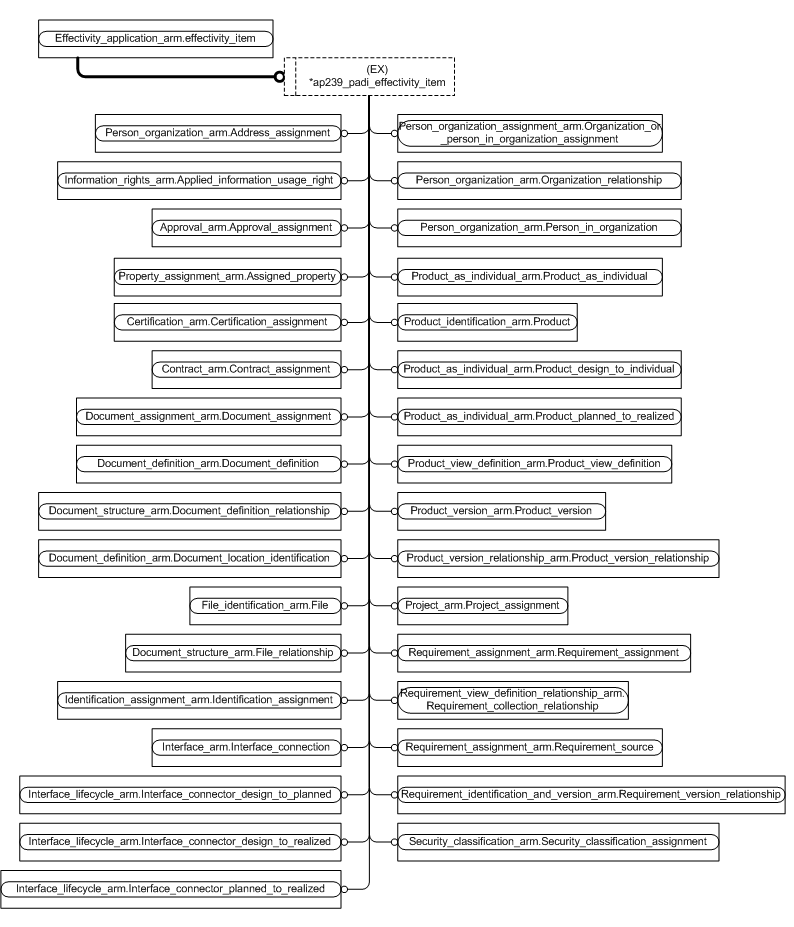 Effectivity_application_arm.effectivity_item
(EX)
*ap239_padi_effectivity_item
Person_organization_arm.Address_assignment
Person_organization_assignment_arm.Organization_or
_person_in_organization_assignment
Information_rights_arm.Applied_information_usage_right
Person_organization_arm.Organization_relationship
Approval_arm.Approval_assignment
Person_organization_arm.Person_in_organization
Property_assignment_arm.Assigned_property
Product_as_individual_arm.Product_as_individual
Certification_arm.Certification_assignment
Product_identification_arm.Product
Contract_arm.Contract_assignment
Product_as_individual_arm.Product_design_to_individual
Document_assignment_arm.Document_assignment
Product_as_individual_arm.Product_planned_to_realized
Document_definition_arm.Document_definition
Product_view_definition_arm.Product_view_definition
Document_structure_arm.Document_definition_relationship
Product_version_arm.Product_version
Document_definition_arm.Document_location_identification
Product_version_relationship_arm.Product_version_relationship
File_identification_arm.File
Project_arm.Project_assignment
Document_structure_arm.File_relationship
Requirement_assignment_arm.Requirement_assignment
Identification_assignment_arm.Identification_assignment
Requirement_view_definition_relationship_arm.
Requirement_collection_relationship
Interface_arm.Interface_connection
Requirement_assignment_arm.Requirement_source
Interface_lifecycle_arm.Interface_connector_design_to_planned
Requirement_identification_and_version_arm.Requirement_version_relationship
Interface_lifecycle_arm.Interface_connector_design_to_realized
Security_classification_arm.Security_classification_assignment
Interface_lifecycle_arm.Interface_connector_planned_to_realized